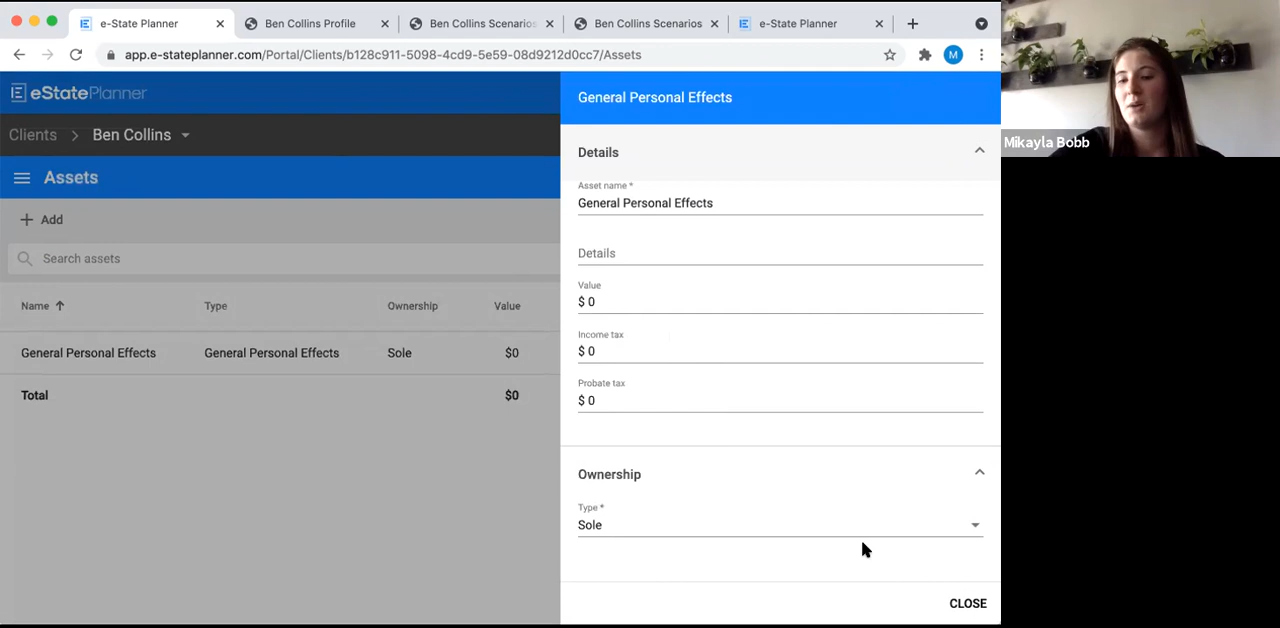 e-State Planner
Ben Collins Profile
Ben Collins Scenarios
Ben Collins Scenarios
e-State Planner
app.e-stateplanner.com/Portal/Clients/b128c911-5098-4cd9-5e59-08d9212d0cc7/Assets
M
eStatePlanner
Clients > Ben Collins
Assets
+ Add
Search assets
Name Type Ownership Value
General Personal Effects General Personal Effects Sole $0
Total $0
General Personal Effects
Details
Asset name *
General Personal Effects
Details
Value
$ 0
Income tax
$ 0
Probate tax
$ 0
Ownership
Type *
Sole
CLOSE
Mikayla Bobb